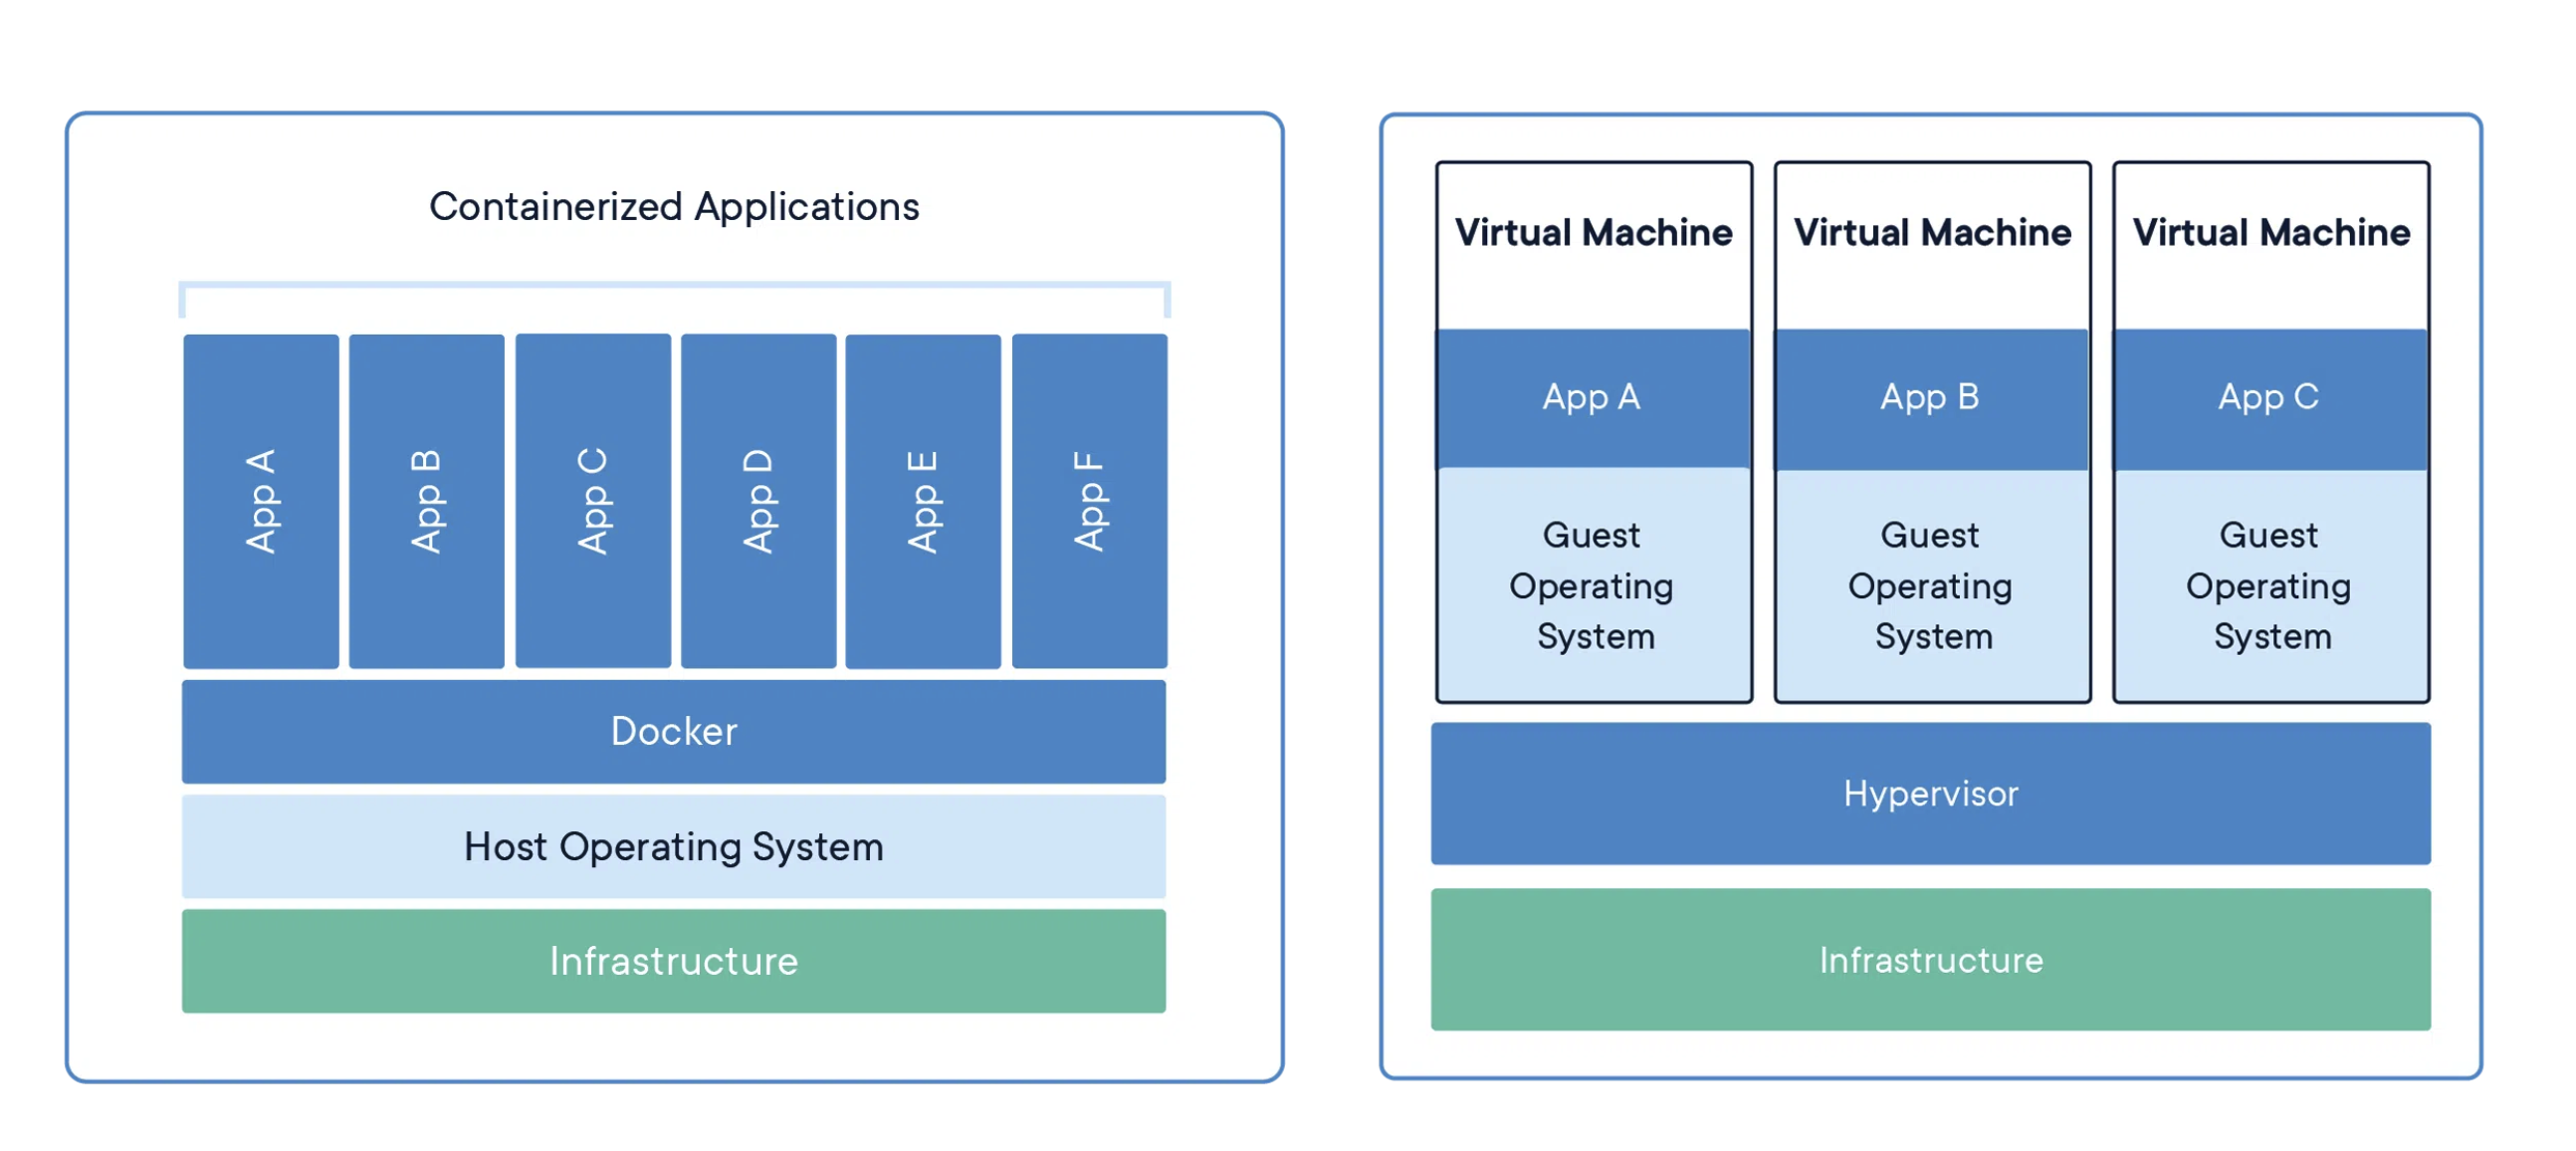 Containerized Applications
App A
App B
App C
App D
App E
App F
Docker
Host Operating System
Infrastructure
Virtual Machine
App A
Guest
Operating
System
Virtual Machine
App B
Guest
Operating
System
Virtual Machine
App C
Guest
Operating
System
Hypervisor
Infrastructure